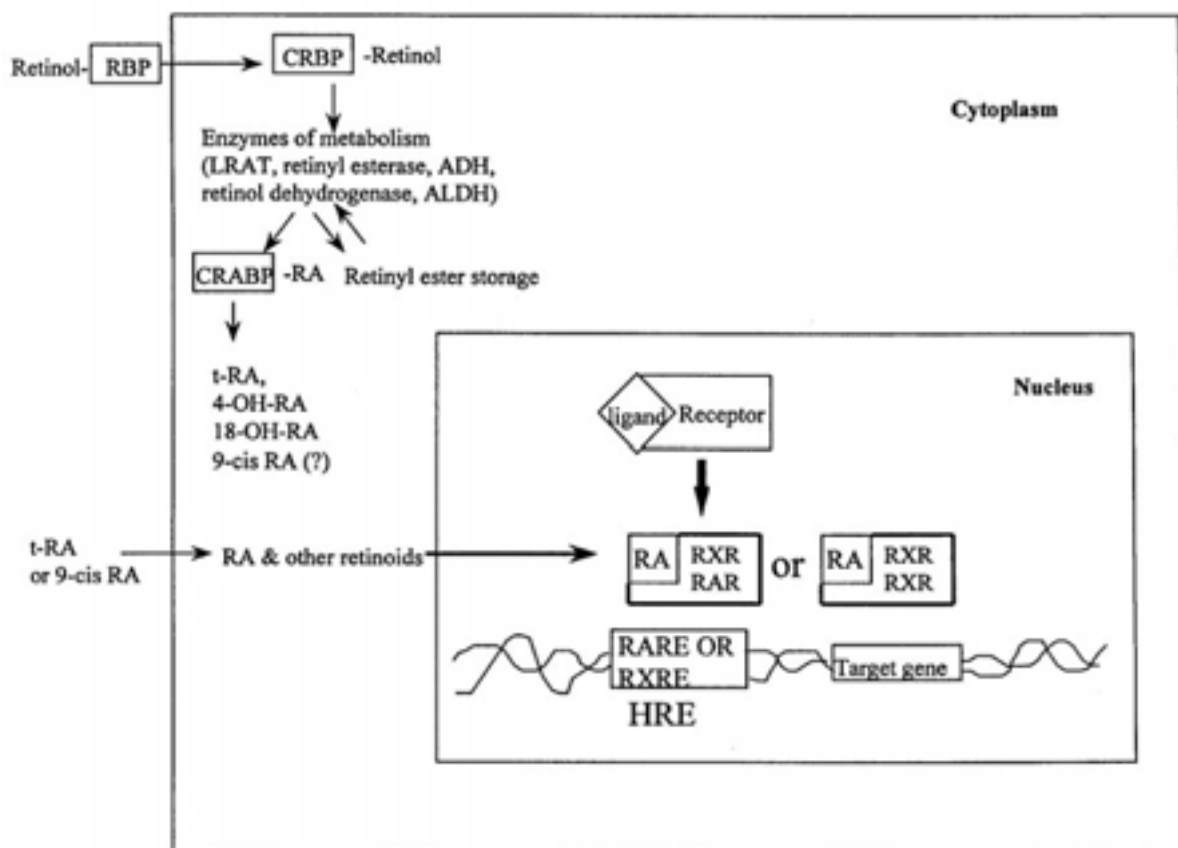 Retinol- RBP
CRBP -Retinol
Cytoplasm
Enzymes of metabolism
(LRAT, retinyl esterase, ADH,
retinol dehydrogenase, ALDH)
CRABP -RA
Retinyl ester storage
t-RA,
4-OH-RA
18-OH-RA
9-cis RA (?)
Nucleus
ligand Receptor
t-RA
or 9-cis RA
RA & other retinoids
RA RXR
RAR
or
RA RXR
RXR
RARE OR
RXRE
HRE
Target gene